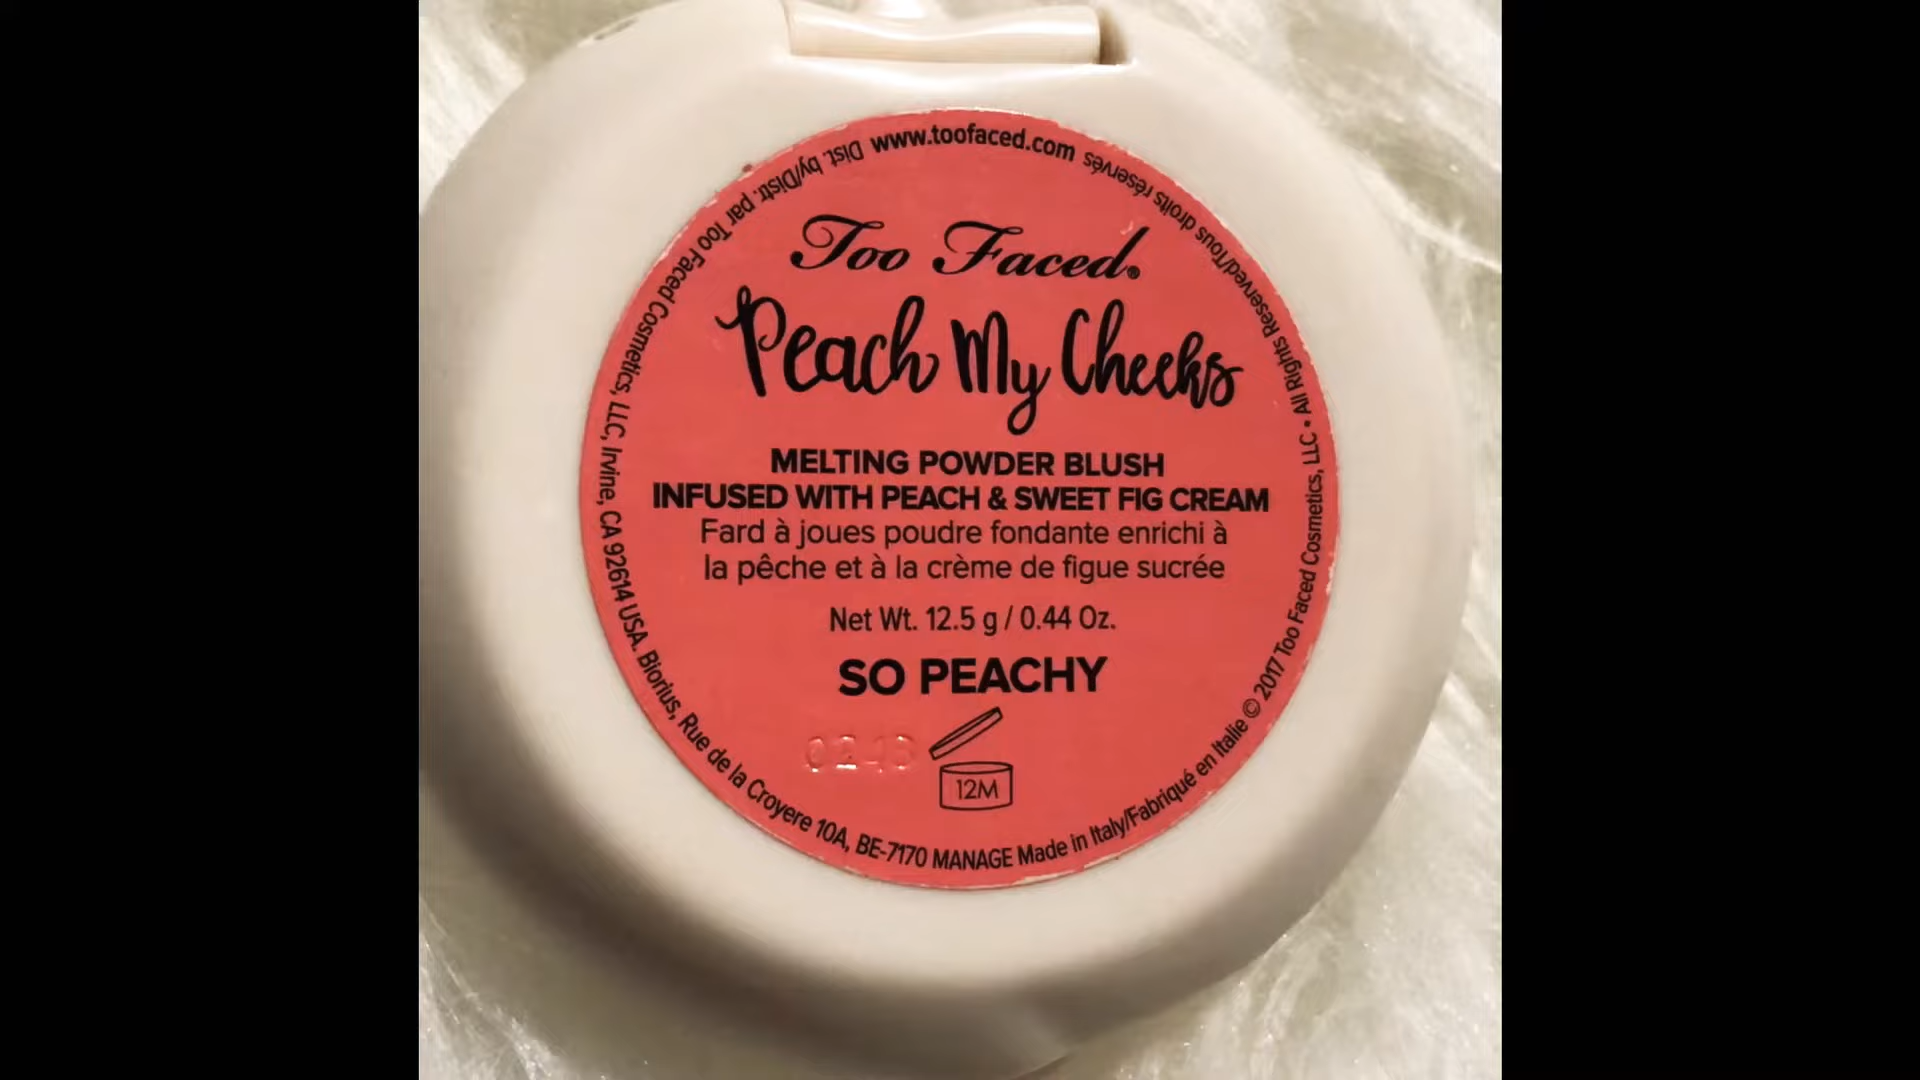 Too Faced®
Peach My Cheeks
MELTING POWDER BLUSH
INFUSED WITH PEACH & SWEET FIG CREAM
Fard à joues poudre fondante enrichi à
la pêche et à la crème de figue sucrée
Net Wt. 12.5 g / 0.44 Oz.
SO PEACHY
12M
www.toofaced.com
Dist. by/Distr. par Too Faced Cosmetics, LLC, Irvine, CA 92614 USA. Biorius, Rue de la Croyere 10A, BE-7170 MANAGE Made in Italy/Fabriqué en Italie © 2017 Too Faced Cosmetics, LLC • All Rights Reserved/Tous droits réservés